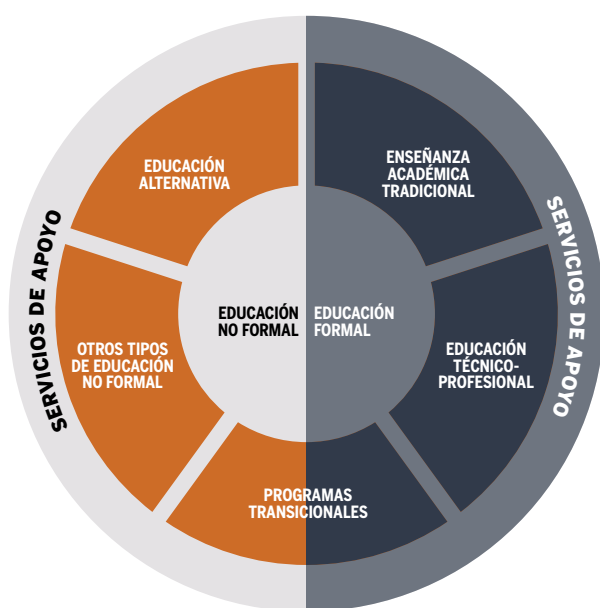 EDUCACIÓN
ALTERNATIVA
ENSEÑANZA
ACADÉMICA
TRADICIONAL
SERVICIOS DE APOYO
SERVICIOS DE APOYO
EDUCACIÓN
NO FORMAL
EDUCACIÓN
FORMAL
OTROS TIPOS
DE EDUCACIÓN
NO FORMAL
EDUCACIÓN
TÉCNICO-
PROFESIONAL
PROGRAMAS
TRANSICIONALES